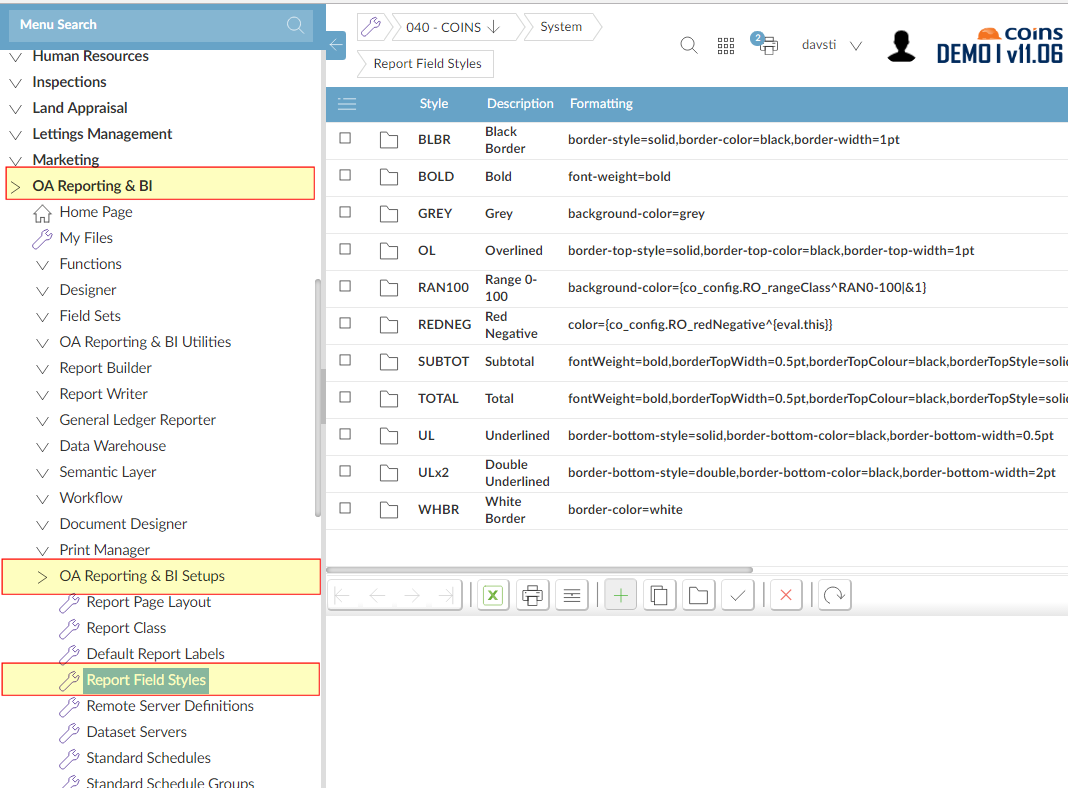 Menu Search
Human Resources
Inspections
Land Appraisal
Lettings Management
Marketing
OA Reporting & BI
Home Page
My Files
Functions
Designer
Field Sets
OA Reporting & BI Utilities
Report Builder
Report Writer
General Ledger Reporter
Data Warehouse
Semantic Layer
Workflow
Document Designer
Print Manager
OA Reporting & BI Setups
Report Page Layout
Report Class
Default Report Labels
Report Field Styles
Remote Server Definitions
Dataset Servers
Standard Schedules
Standard Schedule Groups
040 - COINS System
Report Field Styles
2
davsti
coins
DEMO | v11.06
Style Description Formatting
BLBR Black Border border-style=solid,border-color=black,border-width=1pt
BOLD Bold font-weight=bold
GREY Grey background-color=grey
OL Overlined border-top-style=solid,border-top-color=black,border-top-width=1pt
RAN100 Range 0-100 background-color={co_config.RO_rangeClass^RAN0-100|&1}
REDNEG Red Negative color={co_config.RO_redNegative^{eval.this}}
SUBTOT Subtotal fontWeight=bold,borderTopWidth=0.5pt,borderTopColour=black,borderTopStyle=solid
TOTAL Total fontWeight=bold,borderTopWidth=0.5pt,borderTopColour=black,borderTopStyle=solid
UL Underlined border-bottom-style=solid,border-bottom-color=black,border-bottom-width=0.5pt
ULx2 Double Underlined border-bottom-style=double,border-bottom-color=black,border-bottom-width=2pt
WHBR White Border border-color=white